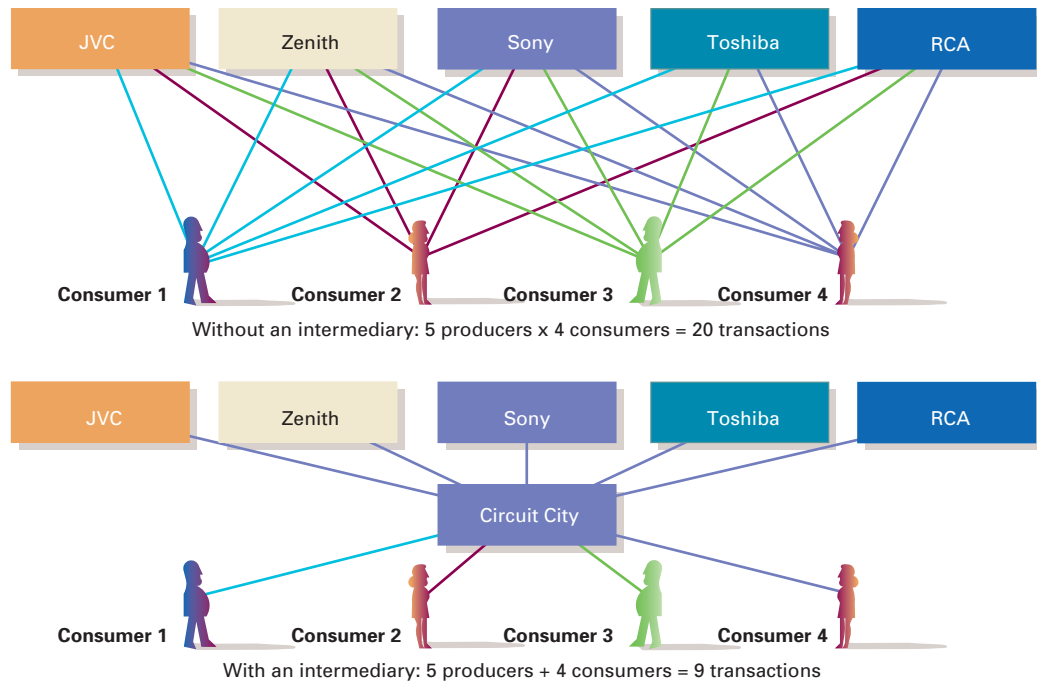 JVC
Zenith
Sony
Toshiba
RCA
Consumer 1
Consumer 2
Consumer 3
Consumer 4
Without an intermediary: 5 producers x 4 consumers = 20 transactions
JVC
Zenith
Sony
Toshiba
RCA
Circuit City
Consumer 1
Consumer 2
Consumer 3
Consumer 4
With an intermediary: 5 producers + 4 consumers = 9 transactions